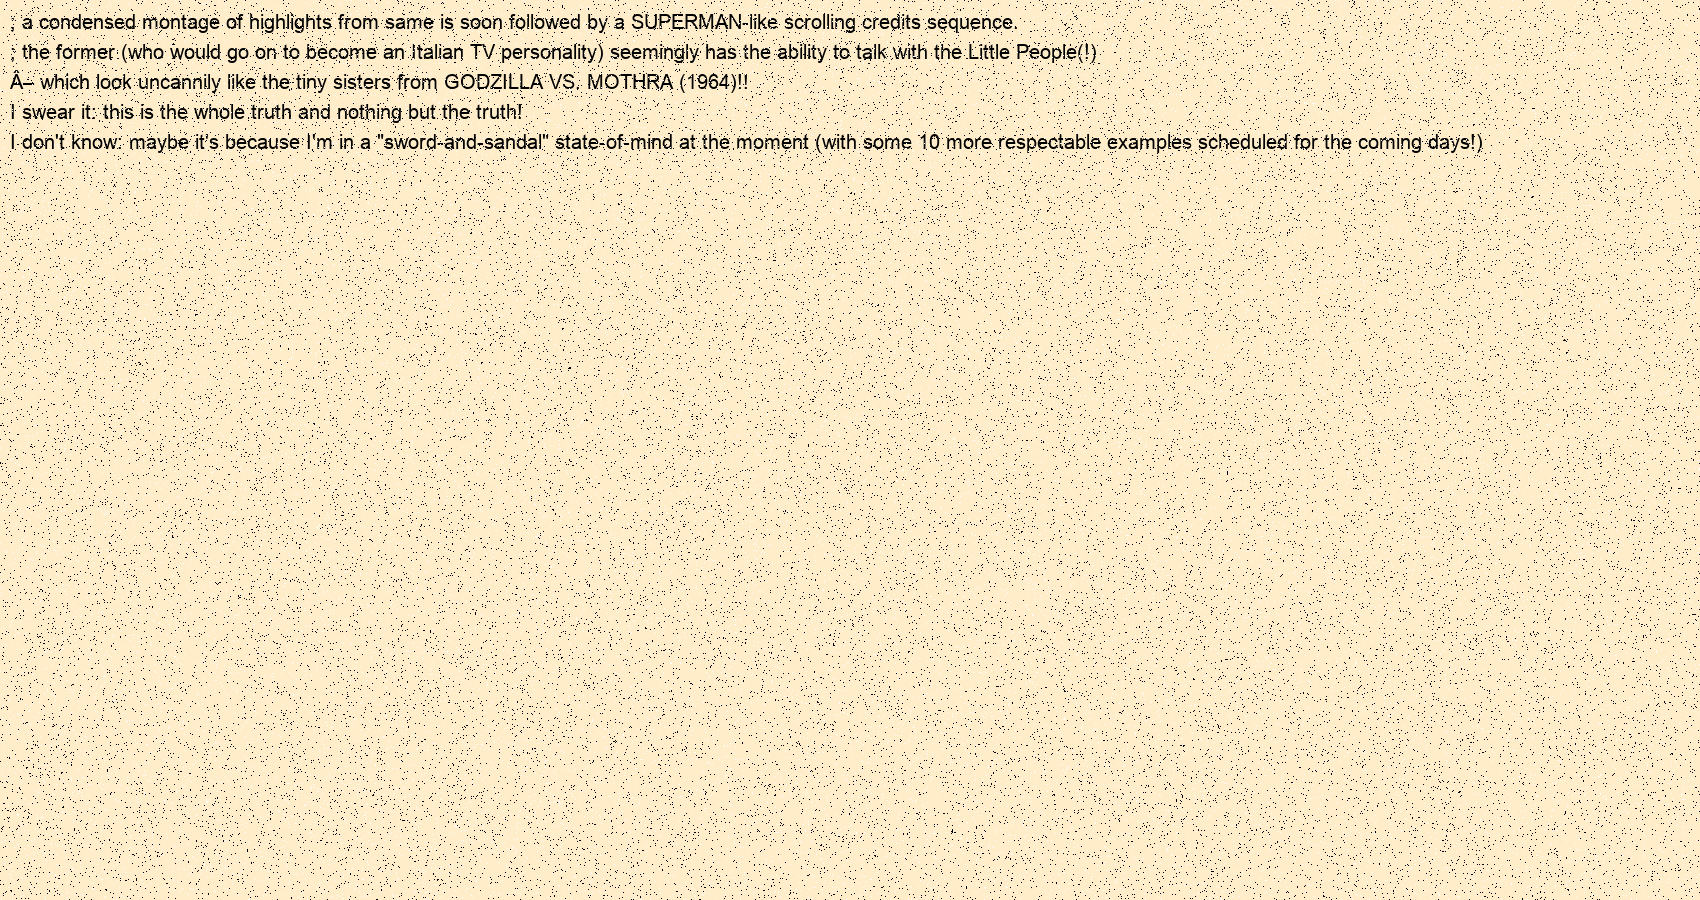 ; a condensed montage of highlights from same is soon followed by a SUPERMAN-like scrolling credits sequence.
; the former (who would go on to become an Italian TV personality) seemingly has the ability to talk with the Little People(!)
Â– which look uncannily like the tiny sisters from GODZILLA VS. MOTHRA (1964)!!
I swear it: this is the whole truth and nothing but the truth!
I don't know: maybe it's because I'm in a "sword-and-sandal" state-of-mind at the moment (with some 10 more respectable examples scheduled for the coming days!)